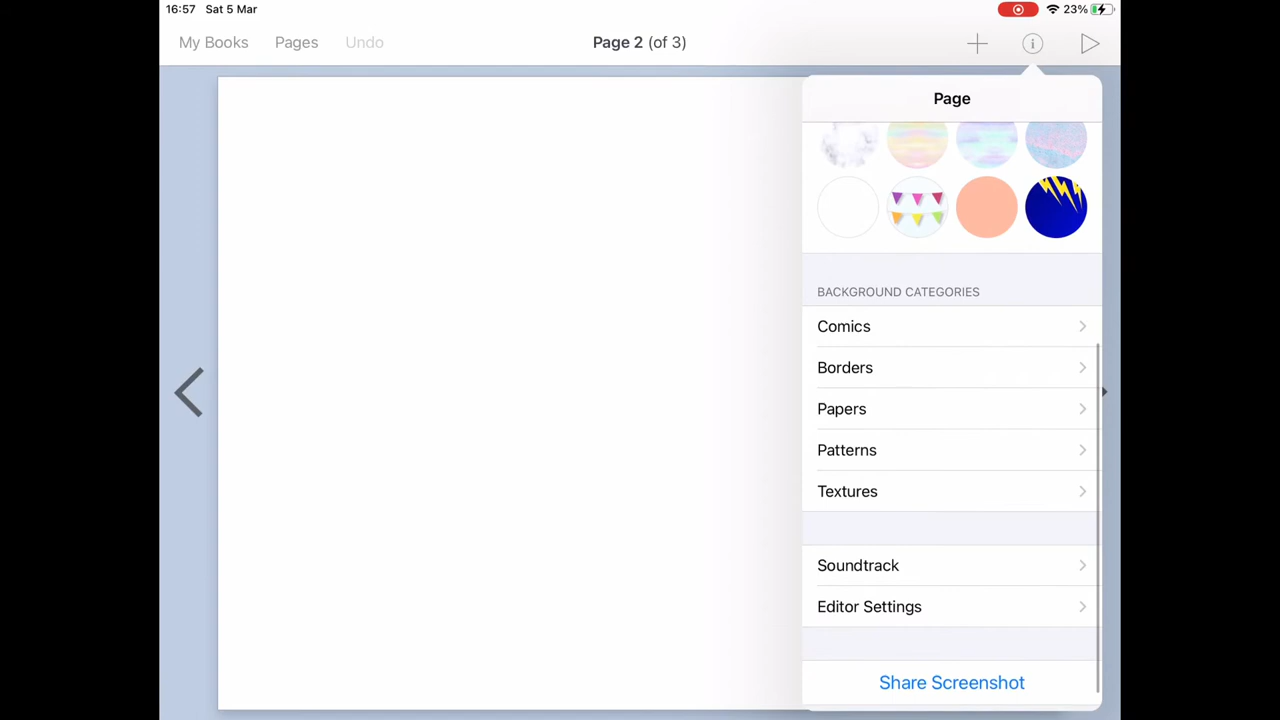 16:57 Sat 5 Mar 23%
My Books Pages Undo Page 2 (of 3)
Page
BACKGROUND CATEGORIES
Comics
Borders
Papers
Patterns
Textures
Soundtrack
Editor Settings
Share Screenshot